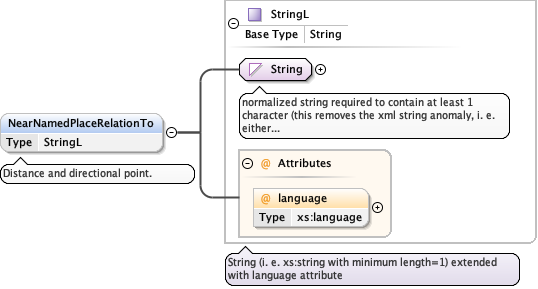 StringL
Base Type String
String
normalized string required to contain at least 1
character (this removes the xml string anomaly, i. e.
either...
NearNamedPlaceRelationTo
Type StringL
Distance and directional point.
@ Attributes
@ language
Type xs:language
String (i. e. xs:string with minimum length=1) extended
with language attribute